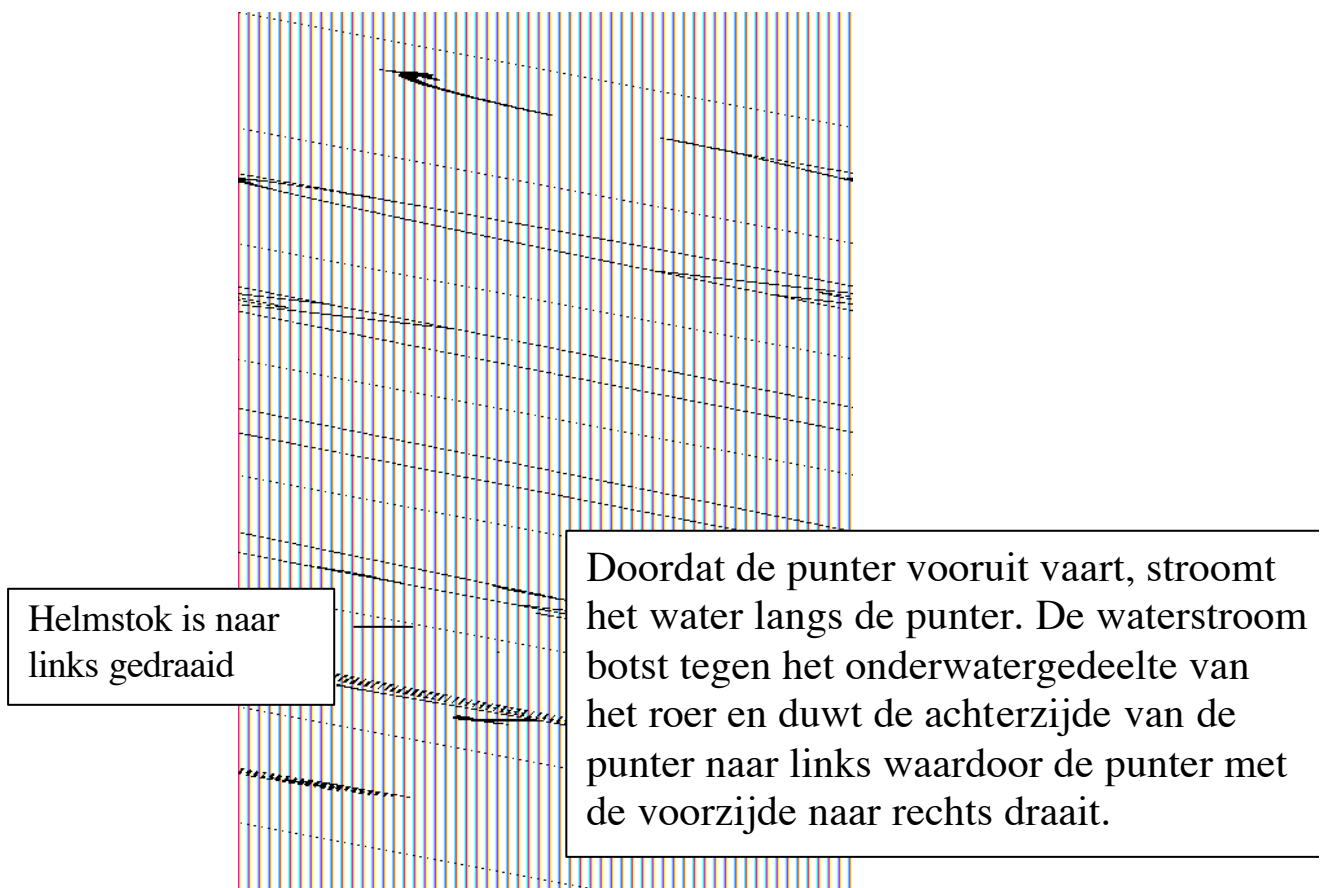 Helmstok is naar
links gedraaid
Doordat de punter vooruit vaart, stroomt
het water langs de punter. De waterstroom
botst tegen het onderwatergedeelte van
het roer en duwt de achterzijde van de
punter naar links waardoor de punter met
de voorzijde naar rechts draait.